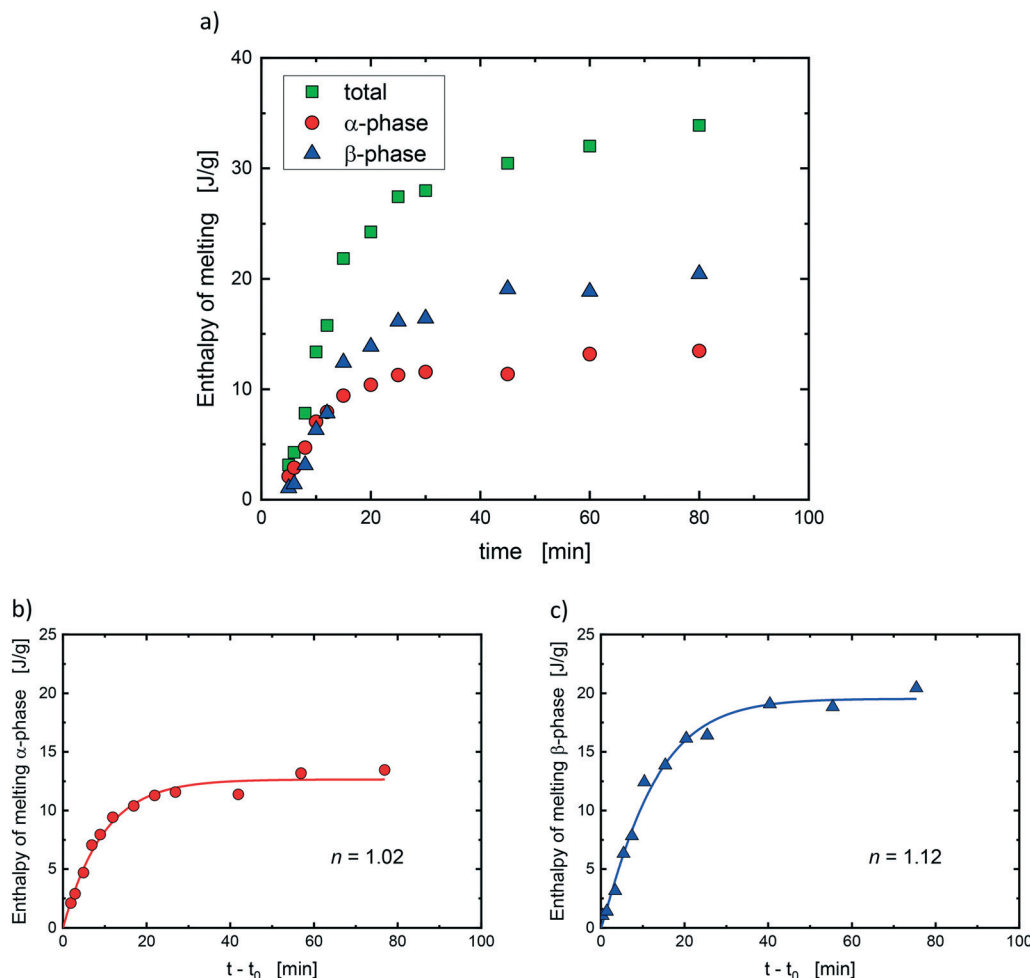 a)
Enthalpy of melting [J/g]
40
30
20
10
0
total
α-phase
β-phase
0 20 40 60 80 100
time [min]
b)
Enthalpy of melting α-phase [J/g]
25
20
15
10
5
0
n = 1.02
0 20 40 60 80 100
t - t₀ [min]
c)
Enthalpy of melting β-phase [J/g]
25
20
15
10
5
0
n = 1.12
0 20 40 60 80 100
t - t₀ [min]